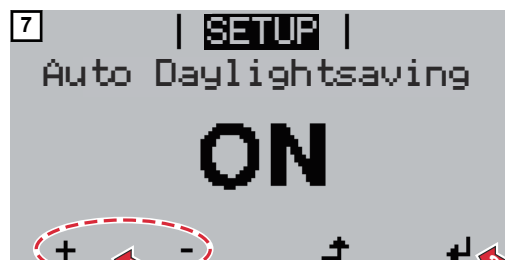 7
| SETUP |
Auto Daylightsaving
ON
+ - ↵